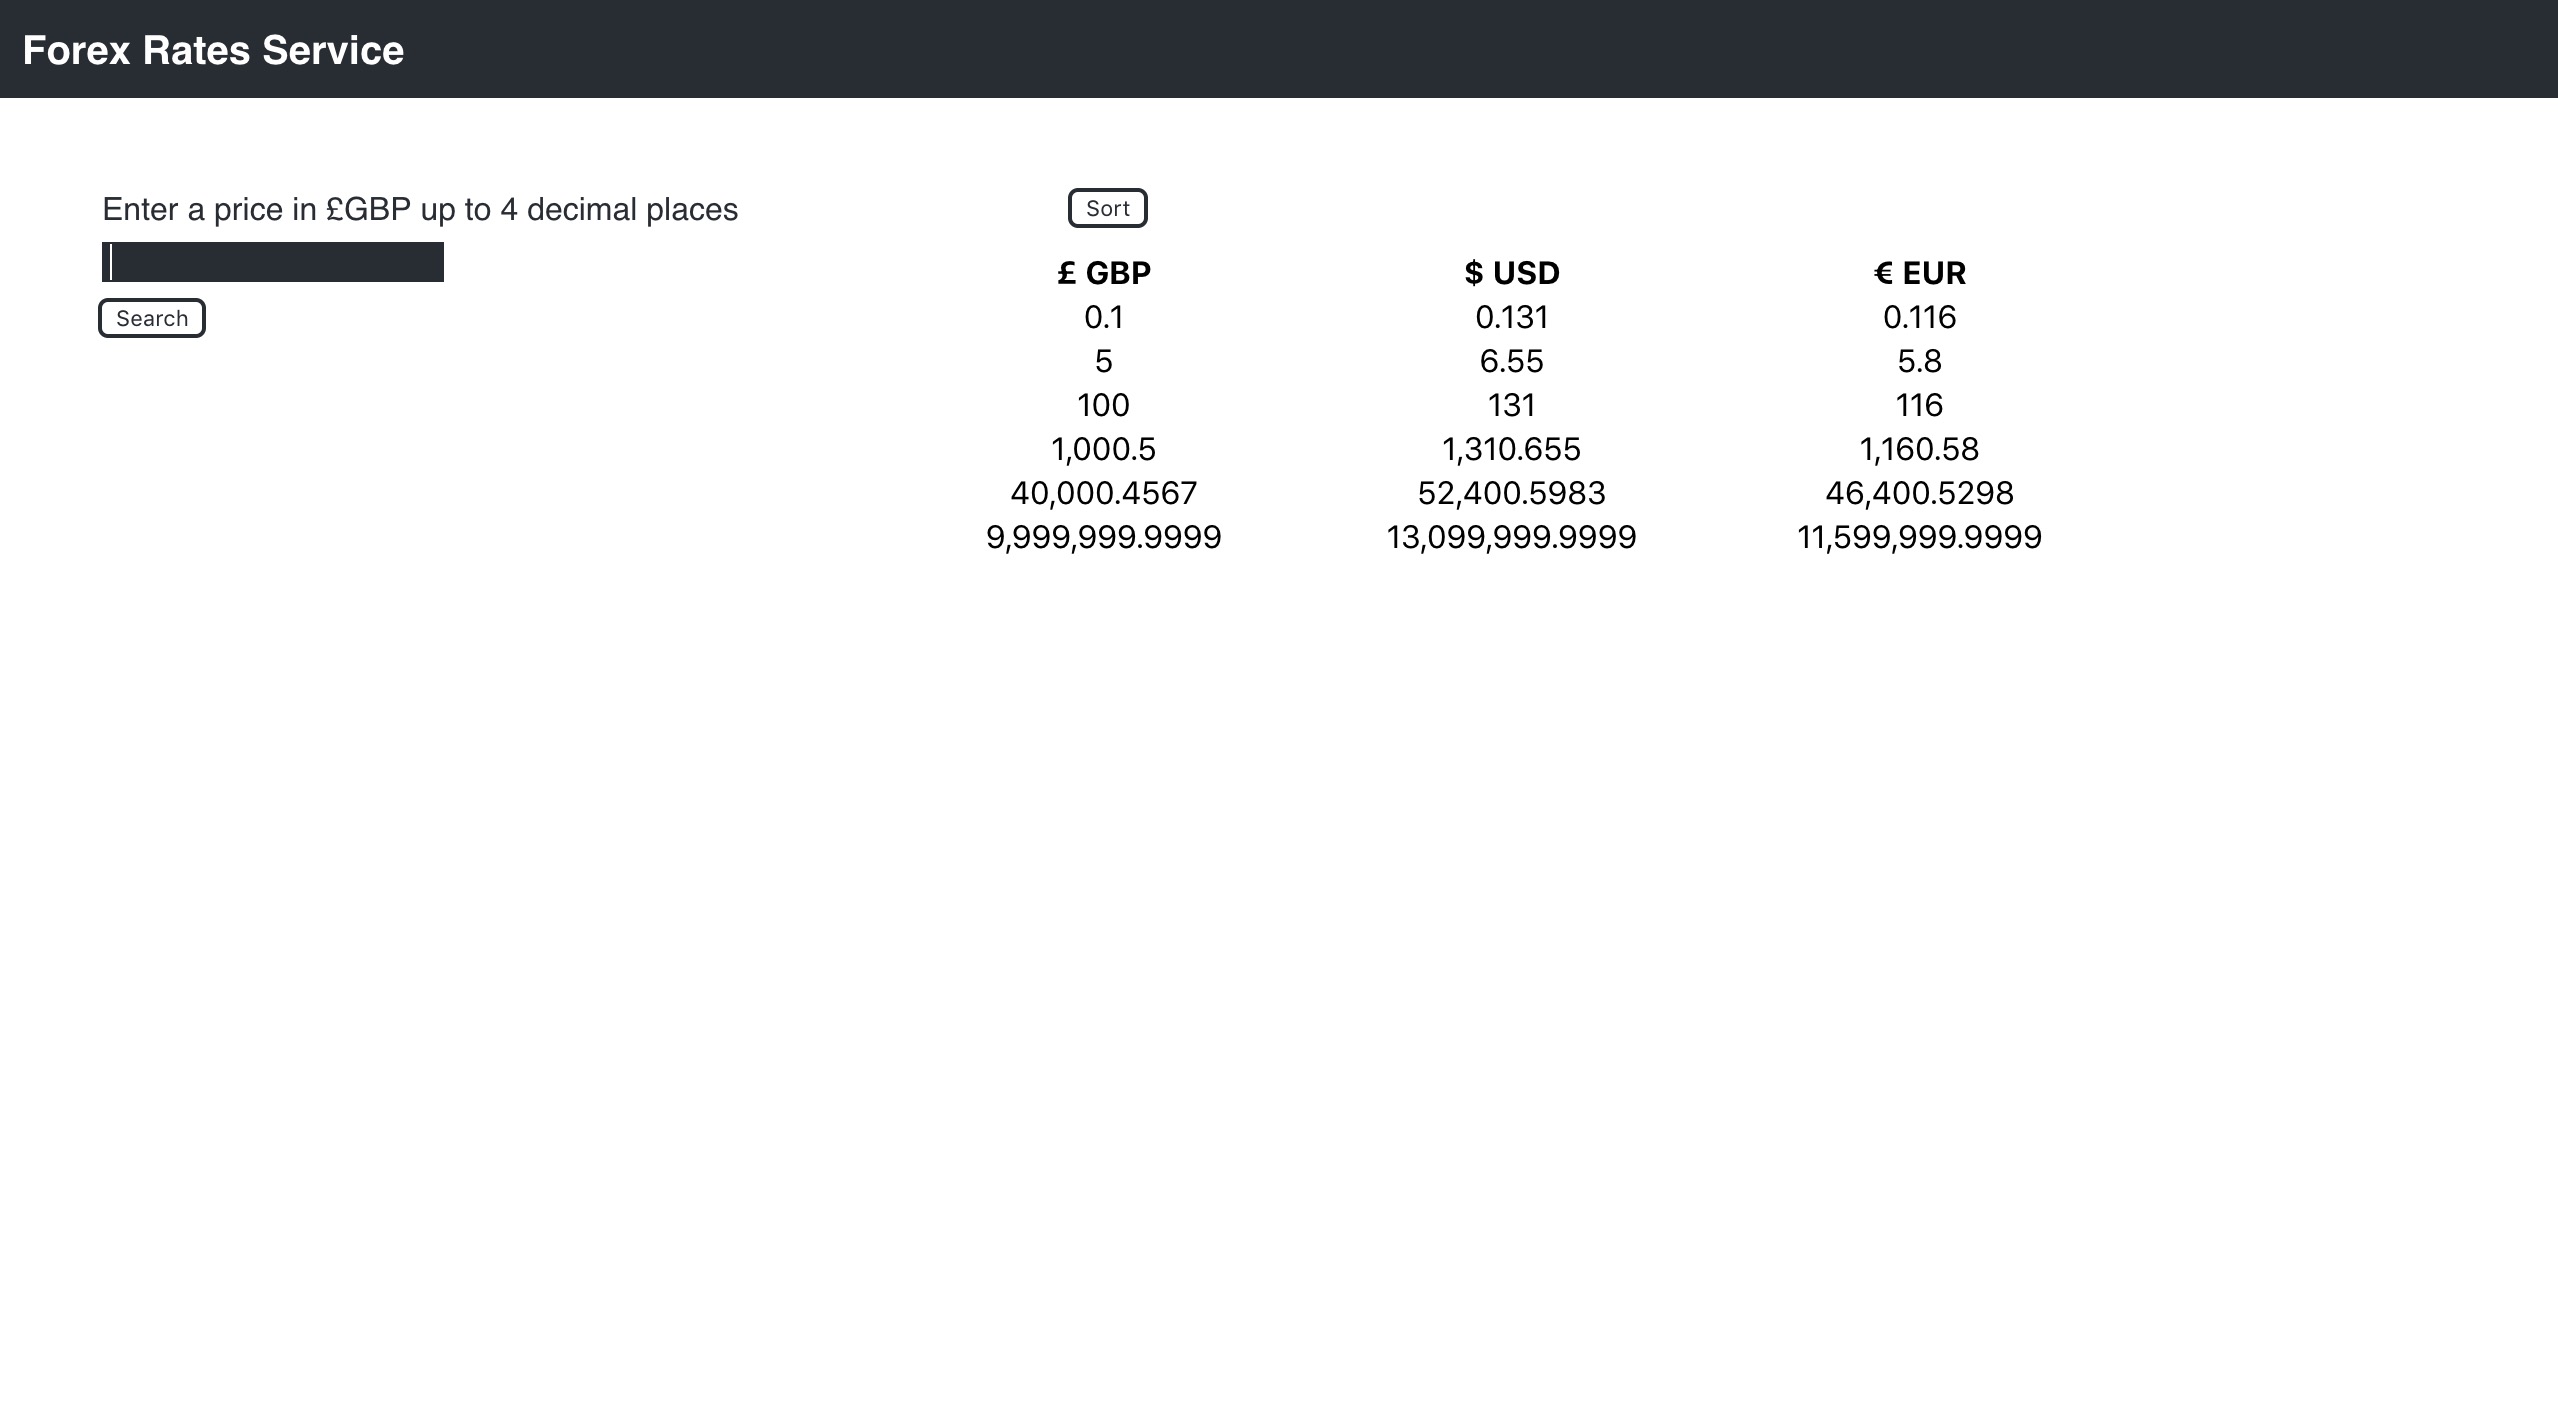 Forex Rates Service
Enter a price in £GBP up to 4 decimal places
Search
Sort
£ GBP $ USD € EUR
0.1 0.131 0.116
5 6.55 5.8
100 131 116
1,000.5 1,310.655 1,160.58
40,000.4567 52,400.5983 46,400.5298
9,999,999.9999 13,099,999.9999 11,599,999.9999